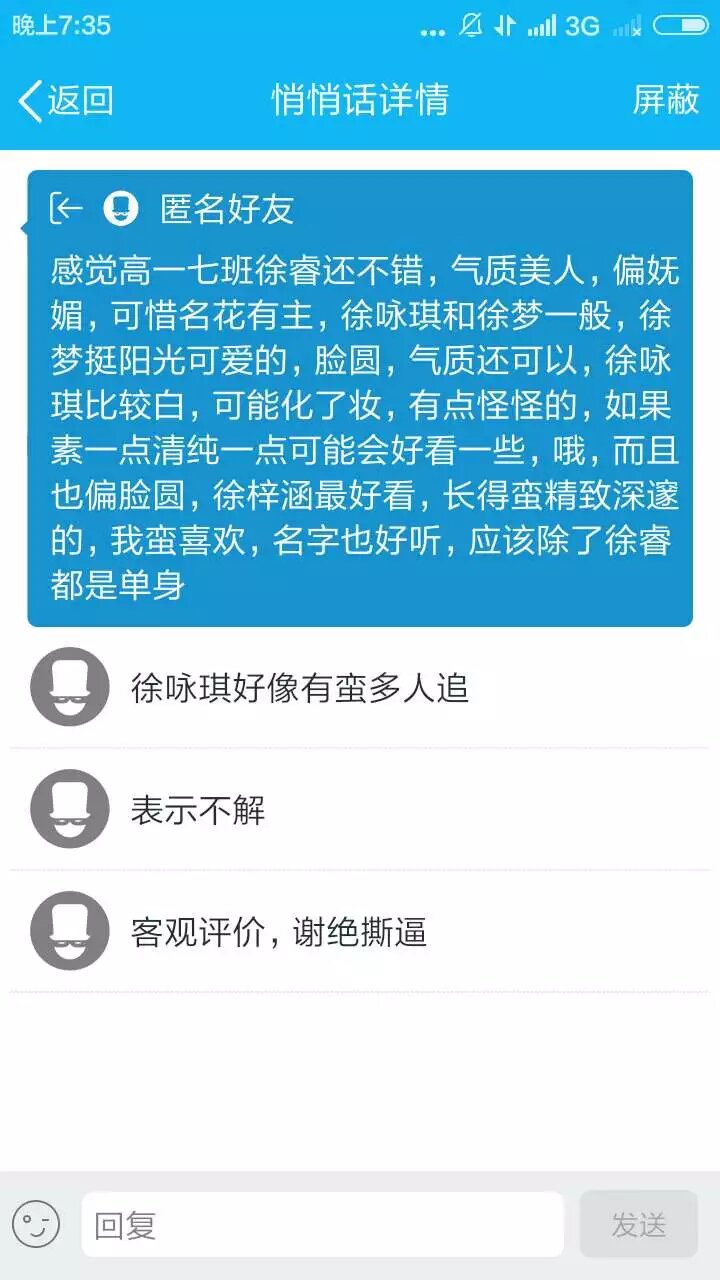 晚上7:35
3G
返回
悄悄话详情
屏蔽
匿名好友
感觉高一七班徐睿还不错，气质美人，偏妩
媚，可惜名花有主，徐咏琪和徐梦一般，徐
梦挺阳光可爱的，脸圆，气质还可以，徐咏
琪比较白，可能化了妆，有点怪怪的，如果
素一点清纯一点可能会好看一些，哦，而且
也偏脸圆，徐梓涵最好看，长得蛮精致深邃
的，我蛮喜欢，名字也好听，应该除了徐睿
都是单身
徐咏琪好像有蛮多人追
表示不解
客观评价，谢绝撕逼
回复
发送